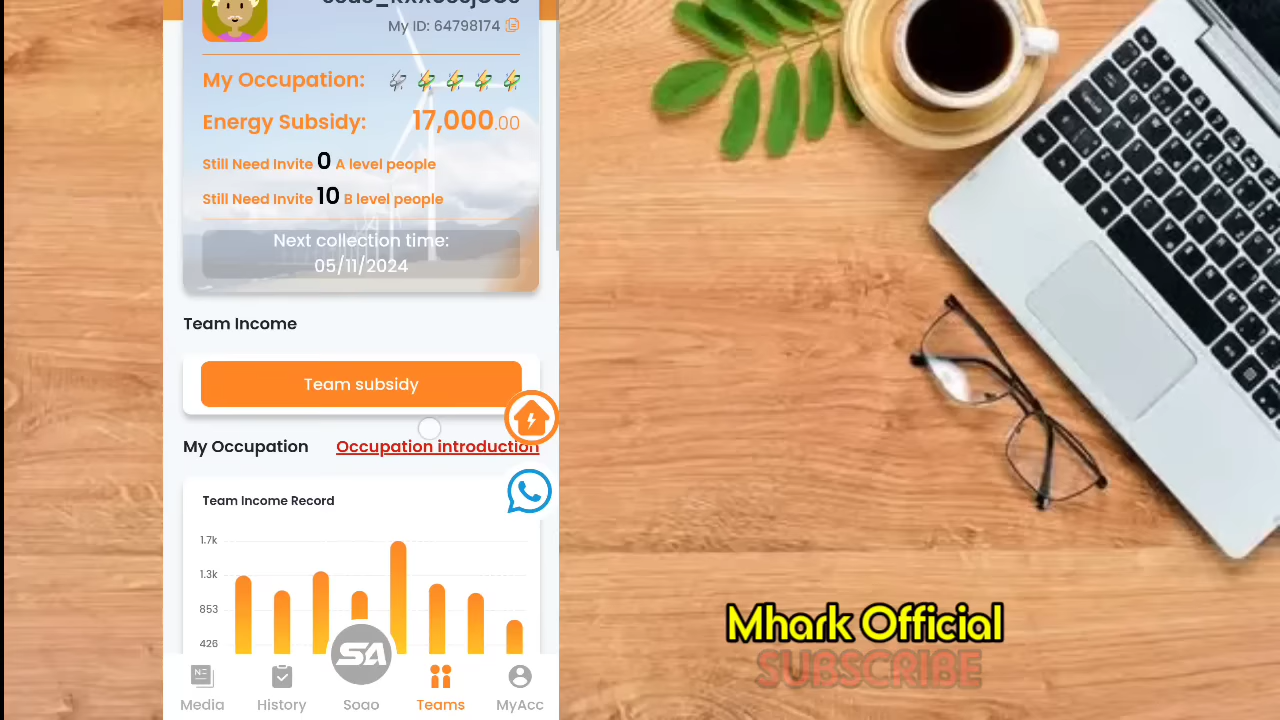 My ID: 64798174
My Occupation:
Energy Subsidy: 17,000.00
Still Need Invite 0 A level people
Still Need Invite 10 B level people
Next collection time:
05/11/2024
Team Income
Team subsidy
My Occupation Occupation introduction
Team Income Record
1.7k
1.3k
853
426
SA
Media History Soao Teams MyAcc
Mhark Official
SUBSCRIBE